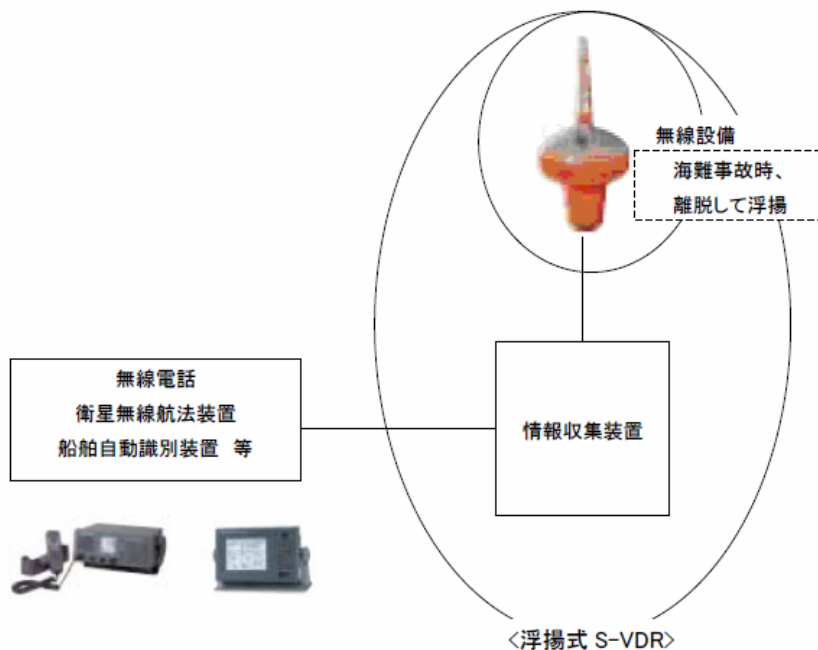 無線設備
海難事故時、
離脱して浮揚
無線電話
衛星無線航法装置
船舶自動識別装置 等
情報収集装置
<浮揚式 S-VDR>